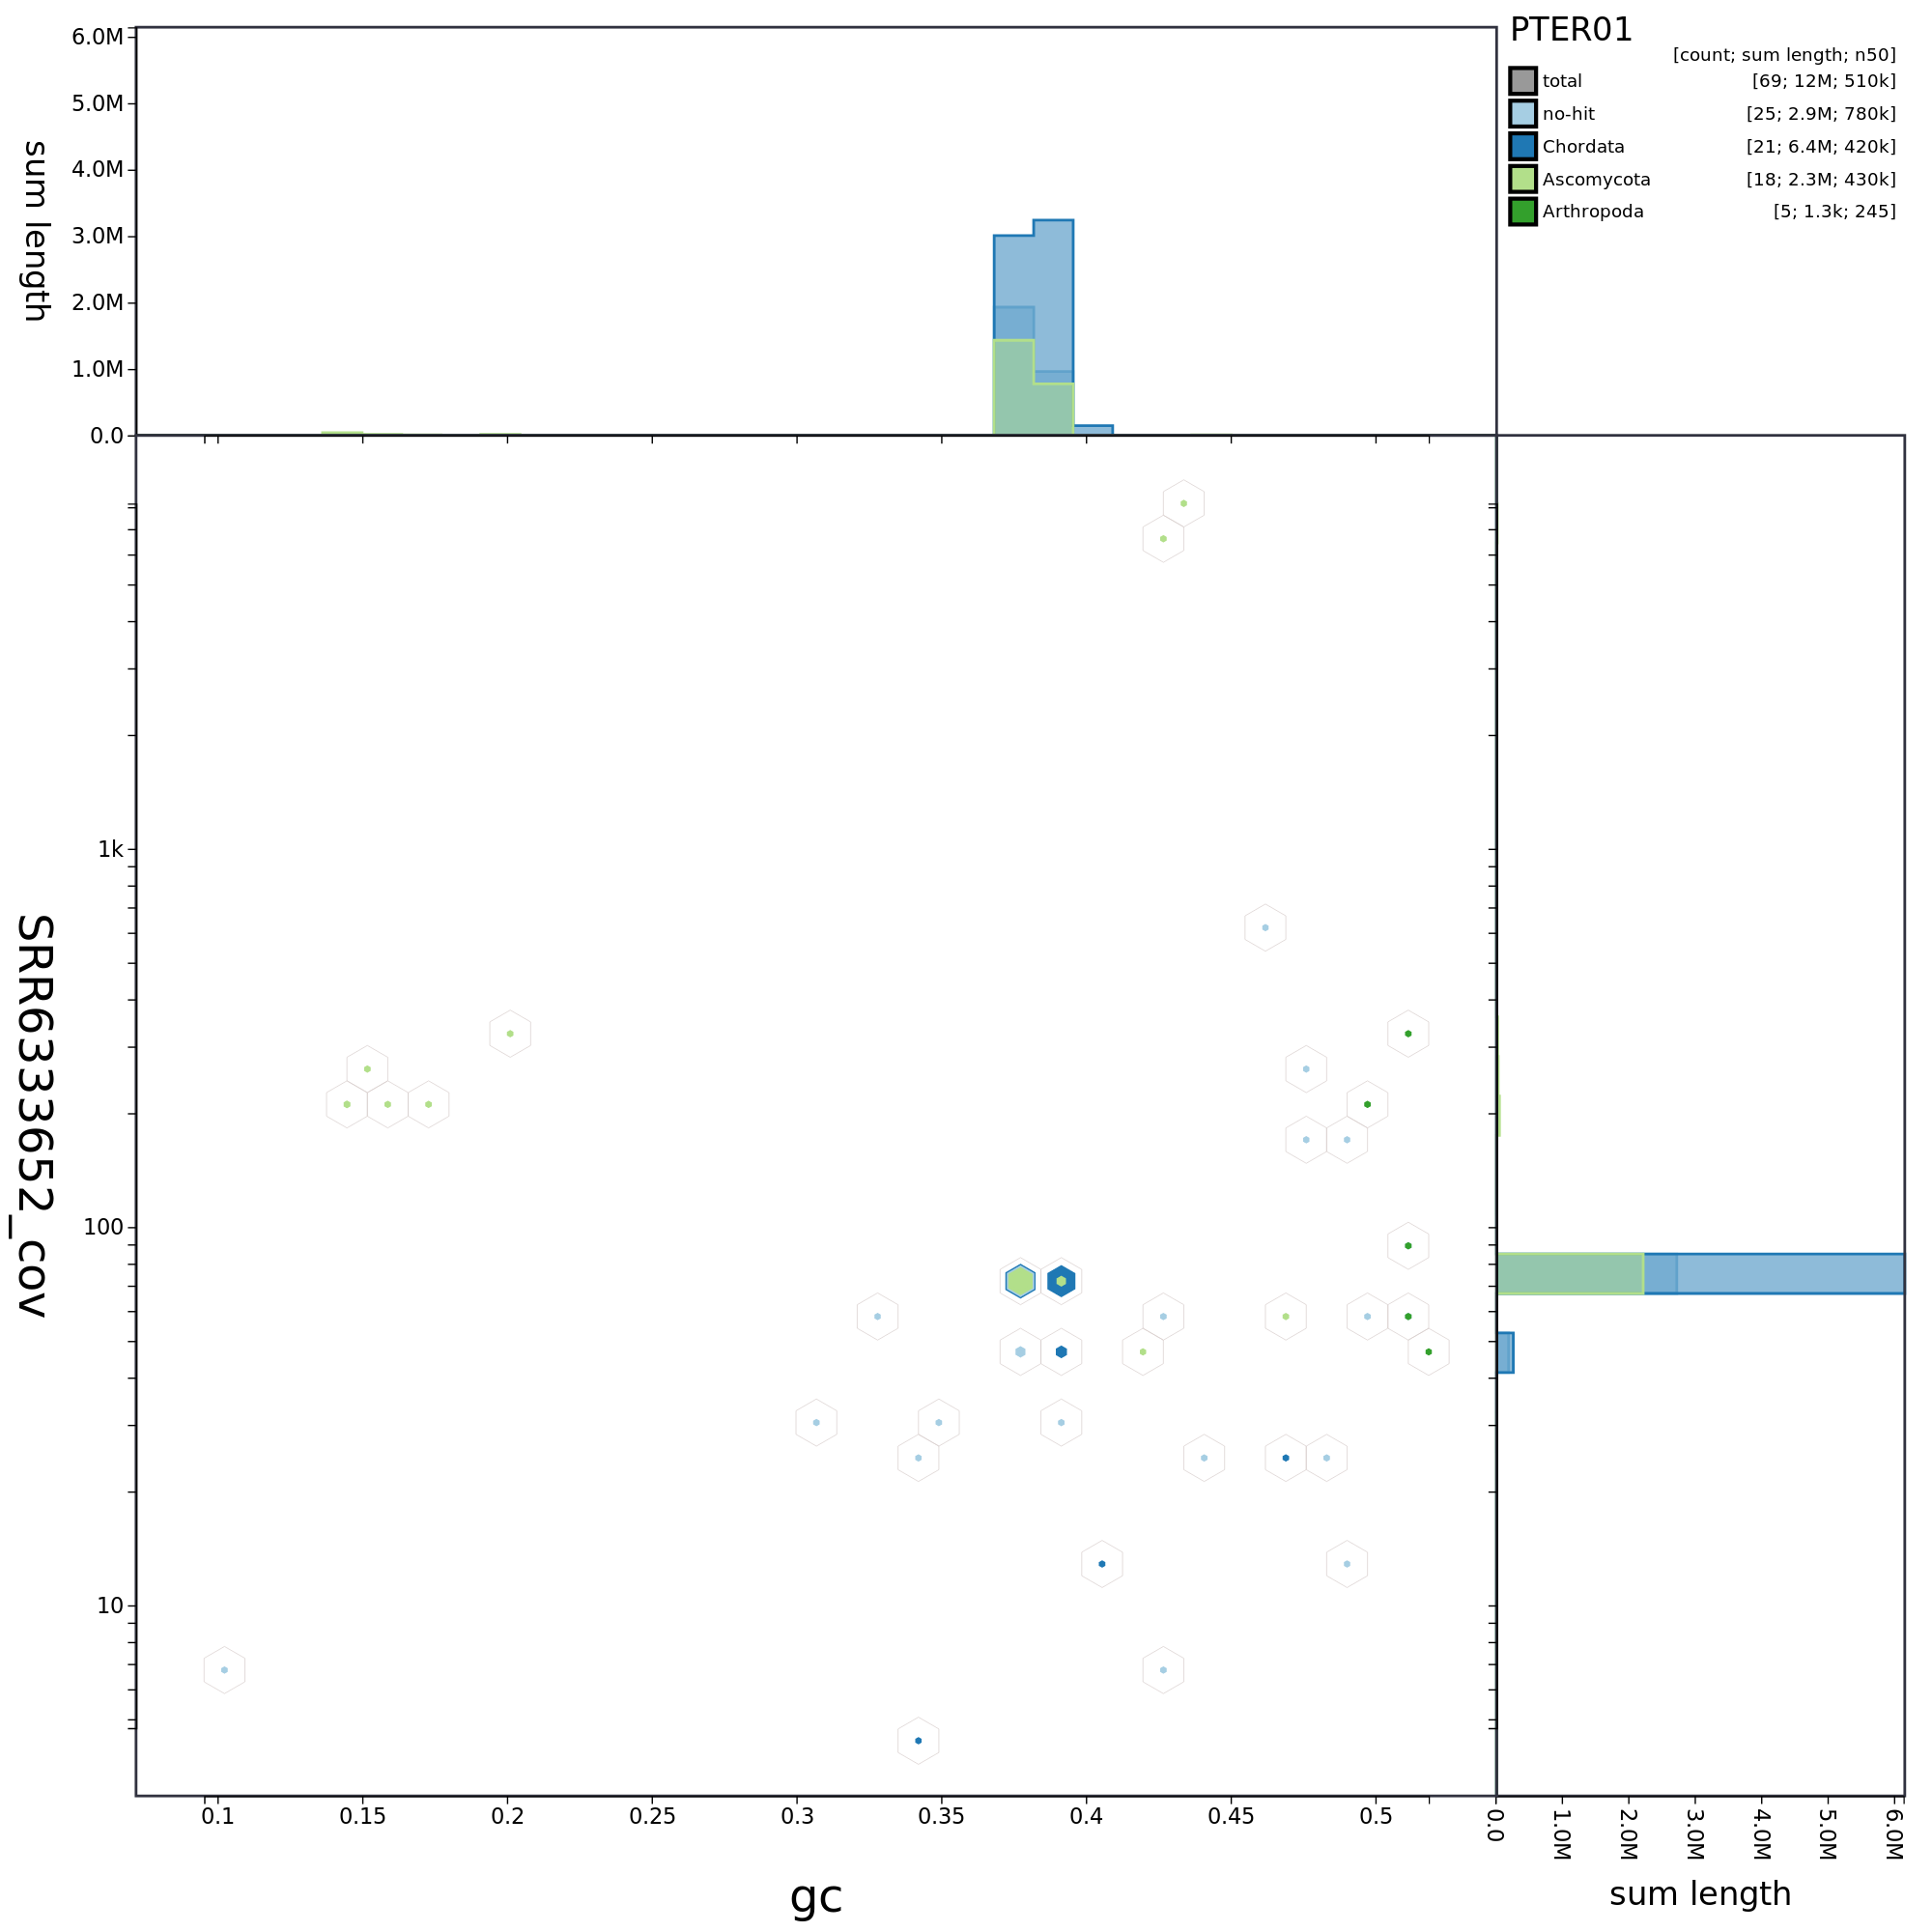 PTER01
[count; sum length; n50]
total [69; 12M; 510k]
no-hit [25; 2.9M; 780k]
Chordata [21; 6.4M; 420k]
Ascomycota [18; 2.3M; 430k]
Arthropoda [5; 1.3k; 245]
sum length
6.0M
5.0M
4.0M
3.0M
2.0M
1.0M
0.0
SRR6333652_cov
1k
100
10
0.1 0.15 0.2 0.25 0.3 0.35 0.4 0.45 0.5
gc
0.0 1.0M 2.0M 3.0M 4.0M 5.0M 6.0M
sum length